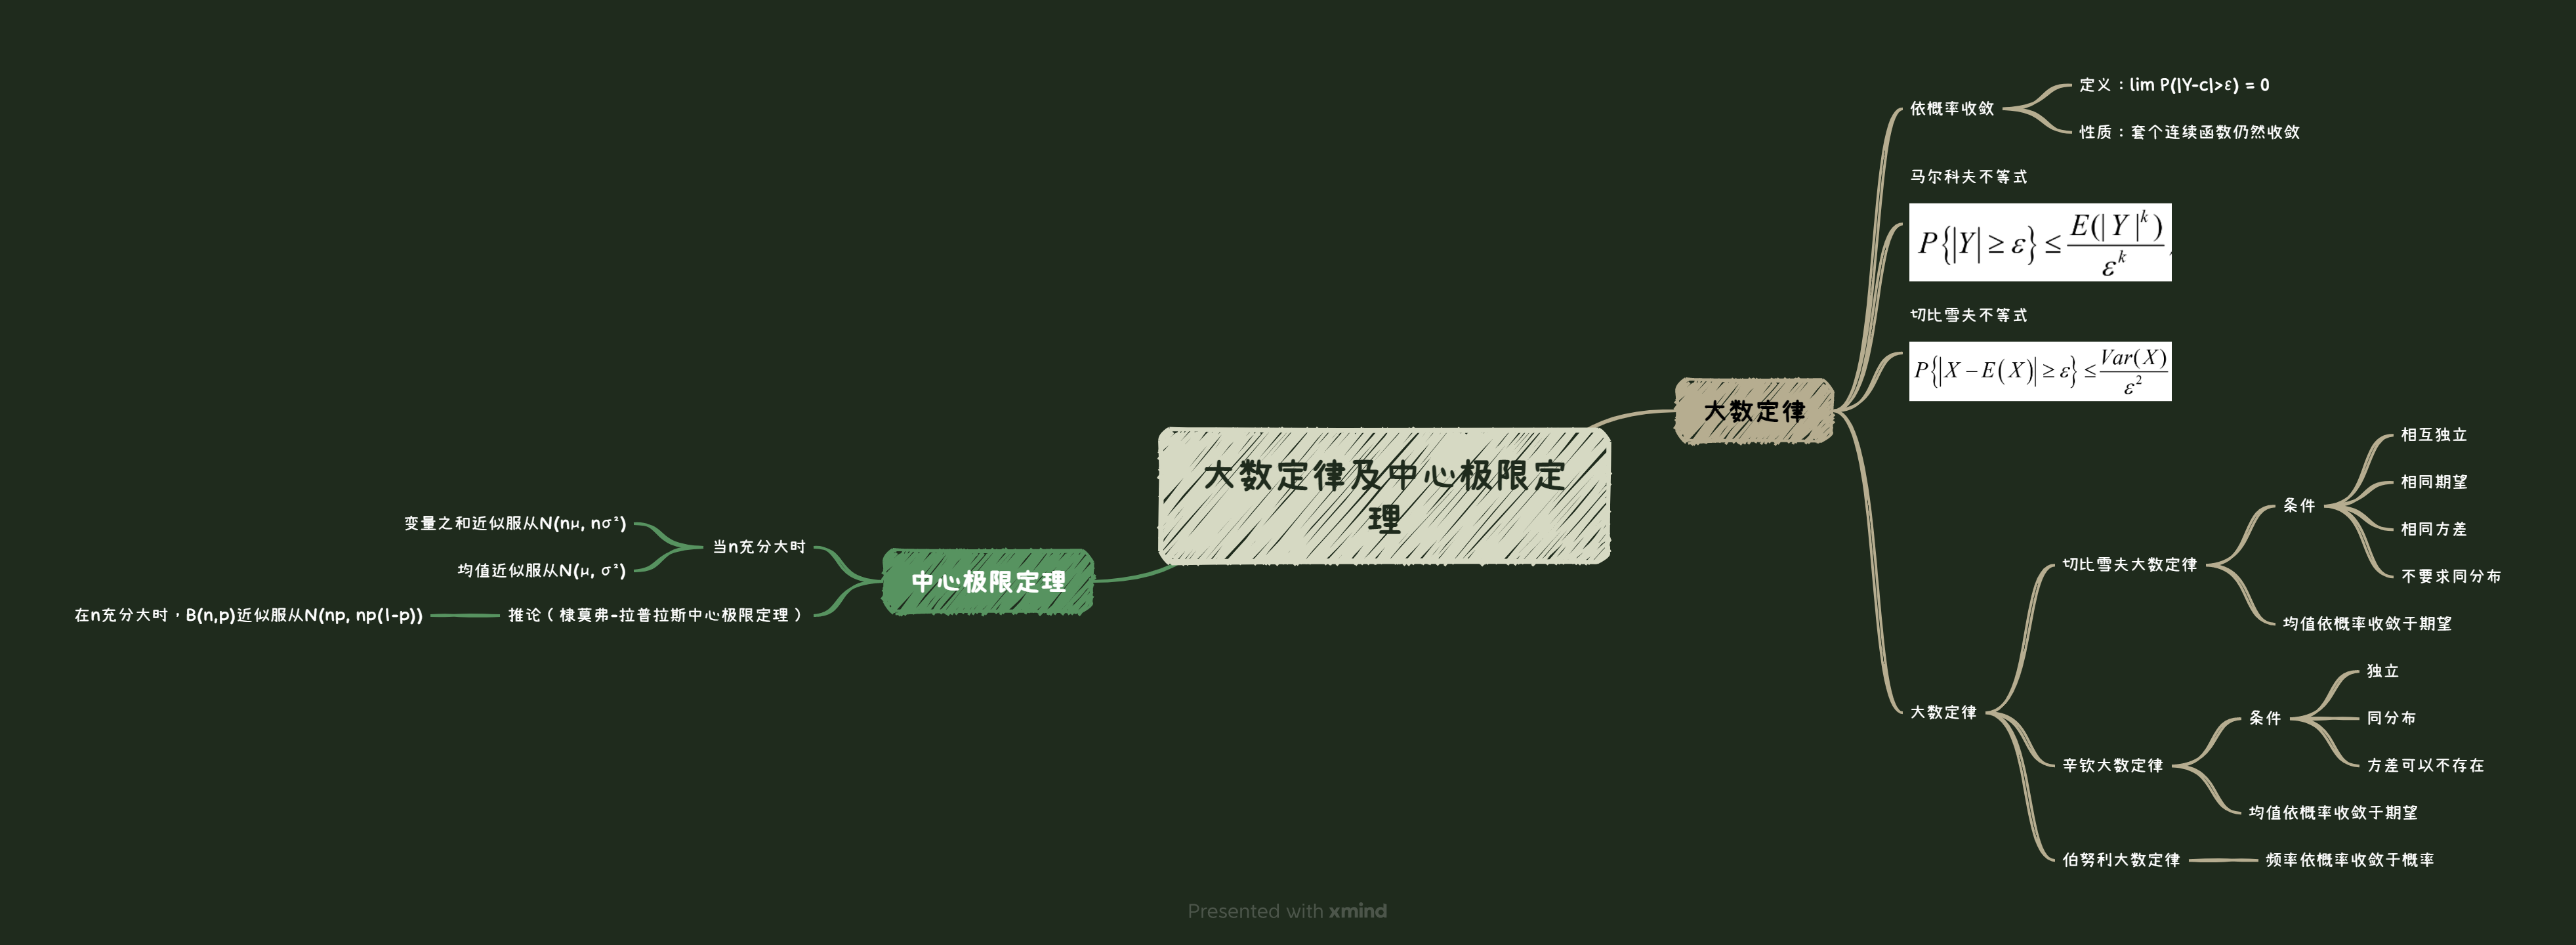 大数定律及中心极限定
理
大数定律
依概率收敛
定义：lim P(|Y-c|>ε) = 0
性质：套个连续函数仍然收敛
马尔科夫不等式
P{|Y| ≥ ε} ≤ E(|Y|^k) / ε^k ,
切比雪夫不等式
P{|X − E(X)| ≥ ε} ≤ Var(X) / ε²
大数定律
切比雪夫大数定律
条件
相互独立
相同期望
相同方差
不要求同分布
均值依概率收敛于期望
辛钦大数定律
条件
独立
同分布
方差可以不存在
均值依概率收敛于期望
伯努利大数定律
频率依概率收敛于概率
中心极限定理
当n充分大时
变量之和近似服从N(nμ, nσ²)
均值近似服从N(μ, σ²)
推论（棣莫弗-拉普拉斯中心极限定理）
在n充分大时，B(n,p)近似服从N(np, np(1-p))
Presented with xmind